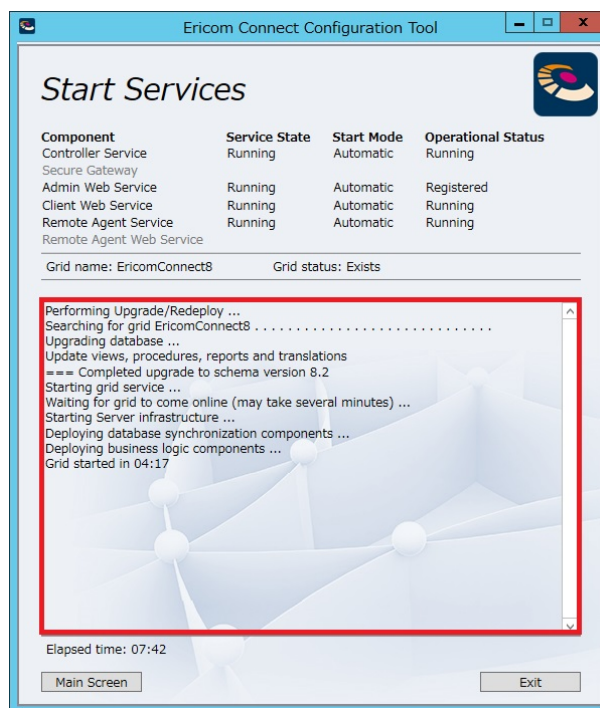 Ericom Connect Configuration Tool
Start Services
Component Service State Start Mode Operational Status
Controller Service Running Automatic Running
Secure Gateway
Admin Web Service Running Automatic Registered
Client Web Service Running Automatic Running
Remote Agent Service Running Automatic Running
Remote Agent Web Service
Grid name: EricomConnect8 Grid status: Exists
Performing Upgrade/Redeploy ...
Searching for grid EricomConnect8 . . . . . . . . . . . . . . . . . . . . . . . . . . . . .
Upgrading database ...
Update views, procedures, reports and translations
=== Completed upgrade to schema version 8.2
Starting grid service ...
Waiting for grid to come online (may take several minutes) ...
Starting Server infrastructure ...
Deploying database synchronization components ...
Deploying business logic components ...
Grid started in 04:17
Elapsed time: 07:42
Main Screen Exit